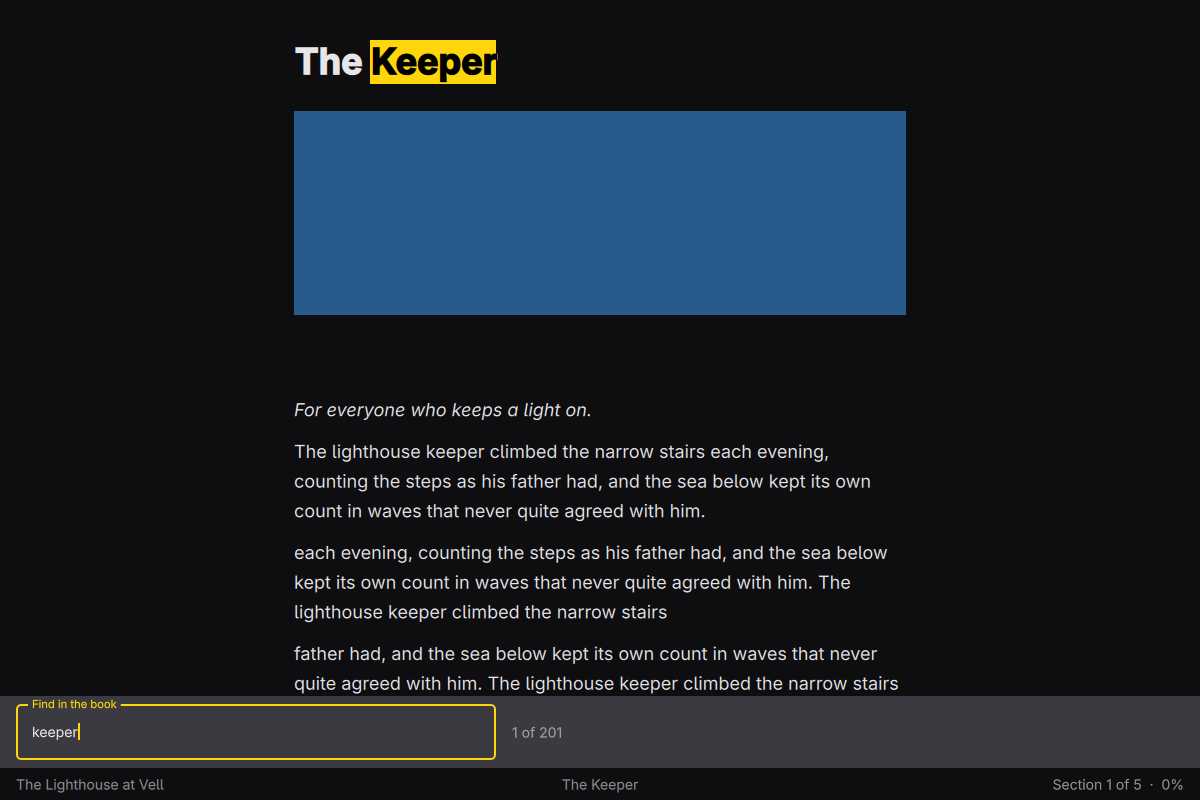 The Keeper
For everyone who keeps a light on.
The lighthouse keeper climbed the narrow stairs each evening,
counting the steps as his father had, and the sea below kept its own
count in waves that never quite agreed with him.
each evening, counting the steps as his father had, and the sea below
kept its own count in waves that never quite agreed with him. The
lighthouse keeper climbed the narrow stairs
father had, and the sea below kept its own count in waves that never
quite agreed with him. The lighthouse keeper climbed the narrow stairs
Find in the book
keeper
1 of 201
The Lighthouse at Vell
The Keeper
Section 1 of 5 · 0%